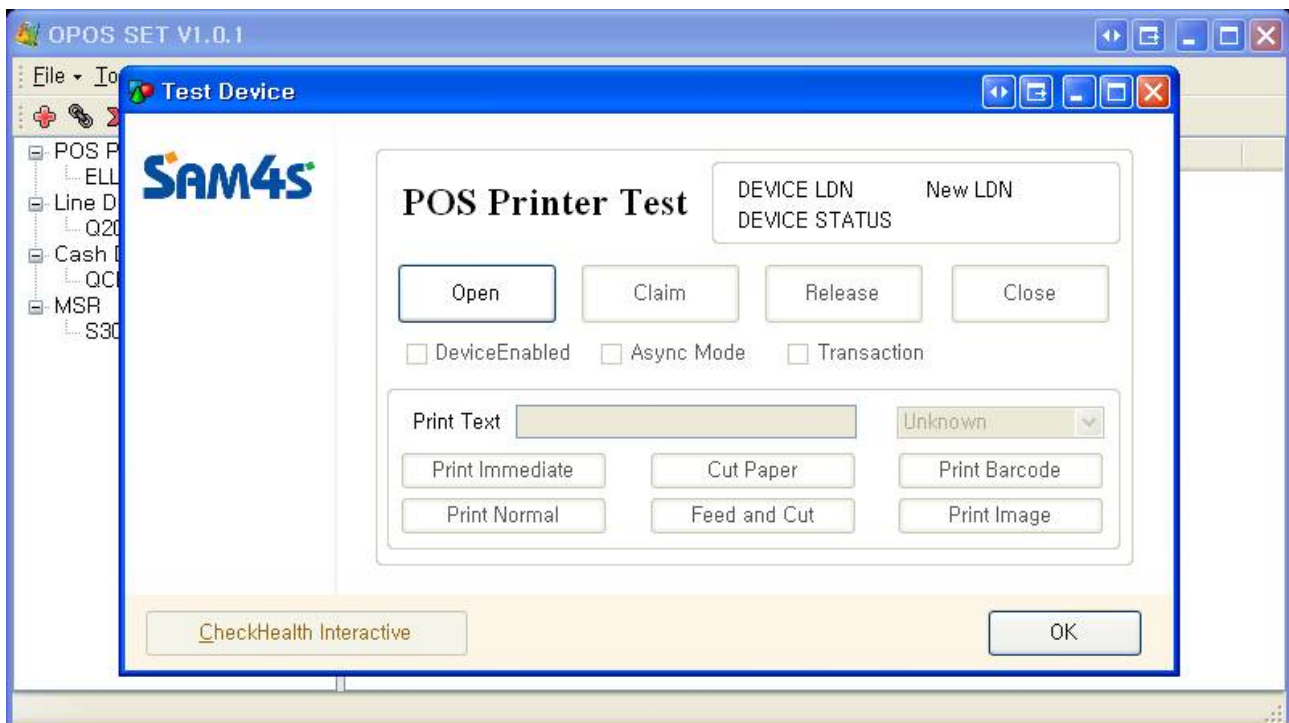 OPOS SET V1.0.1
File To
Test Device
POS P
ELL
Line D
Q20
Cash D
QCI
MSR
S30
SAM4S
POS Printer Test
DEVICE LDN New LDN
DEVICE STATUS
Open Claim Release Close
DeviceEnabled Async Mode Transaction
Print Text Unknown
Print Immediate Cut Paper Print Barcode
Print Normal Feed and Cut Print Image
CheckHealth Interactive OK